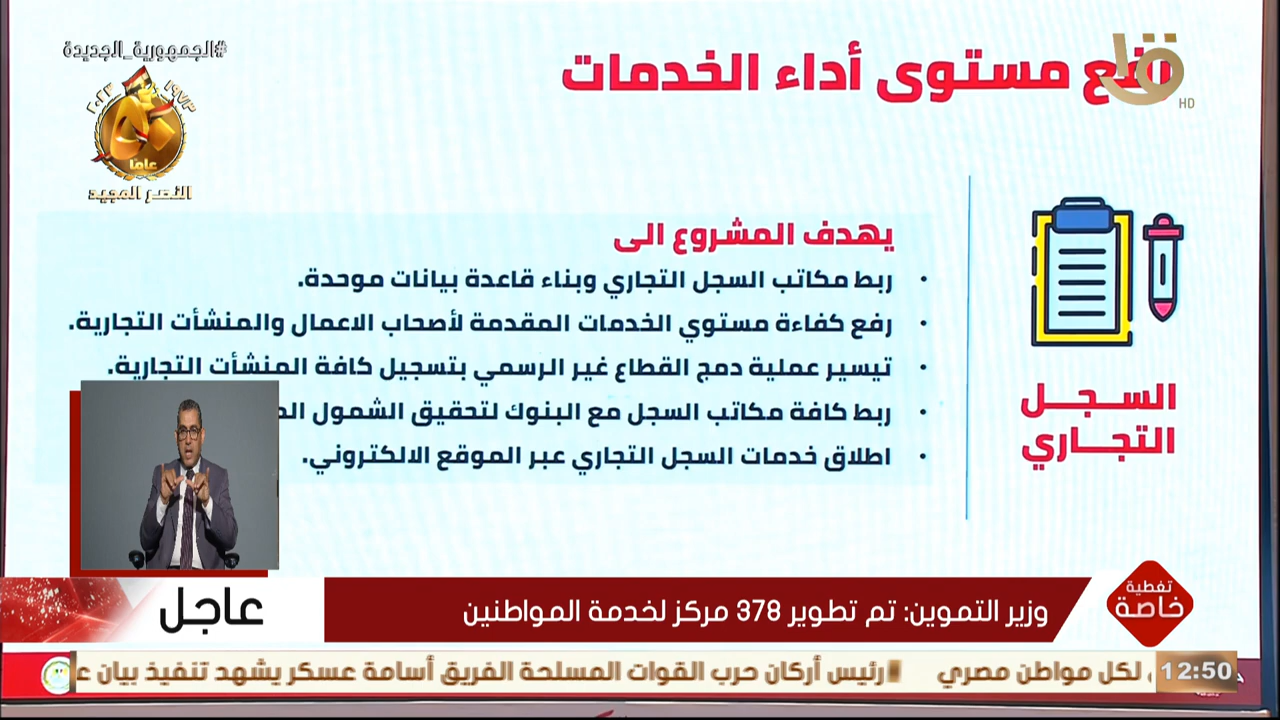 #الجمهورية_الجديدة
١٩٧٣
٢٠٢٣
عاما
النصر المجيد
HD
مستوى أداء الخدمات
السجل
التجاري
يهدف المشروع الى
• ربط مكاتب السجل التجاري وبناء قاعدة بيانات موحدة.
• رفع كفاءة مستوي الخدمات المقدمة لأصحاب الاعمال والمنشأت التجارية.
• تيسير عملية دمج القطاع غير الرسمي بتسجيل كافة المنشأت التجارية.
• ربط كافة مكاتب السجل مع البنوك لتحقيق الشمول
• اطلاق خدمات السجل التجاري عبر الموقع الالكتروني.
تغطية
خاصة
وزير التموين: تم تطوير 378 مركز لخدمة المواطنين
عاجل
12:50
لكل مواطن مصري
رئيس أركان حرب القوات المسلحة الفريق أسامة عسكر يشهد تنفيذ بيان